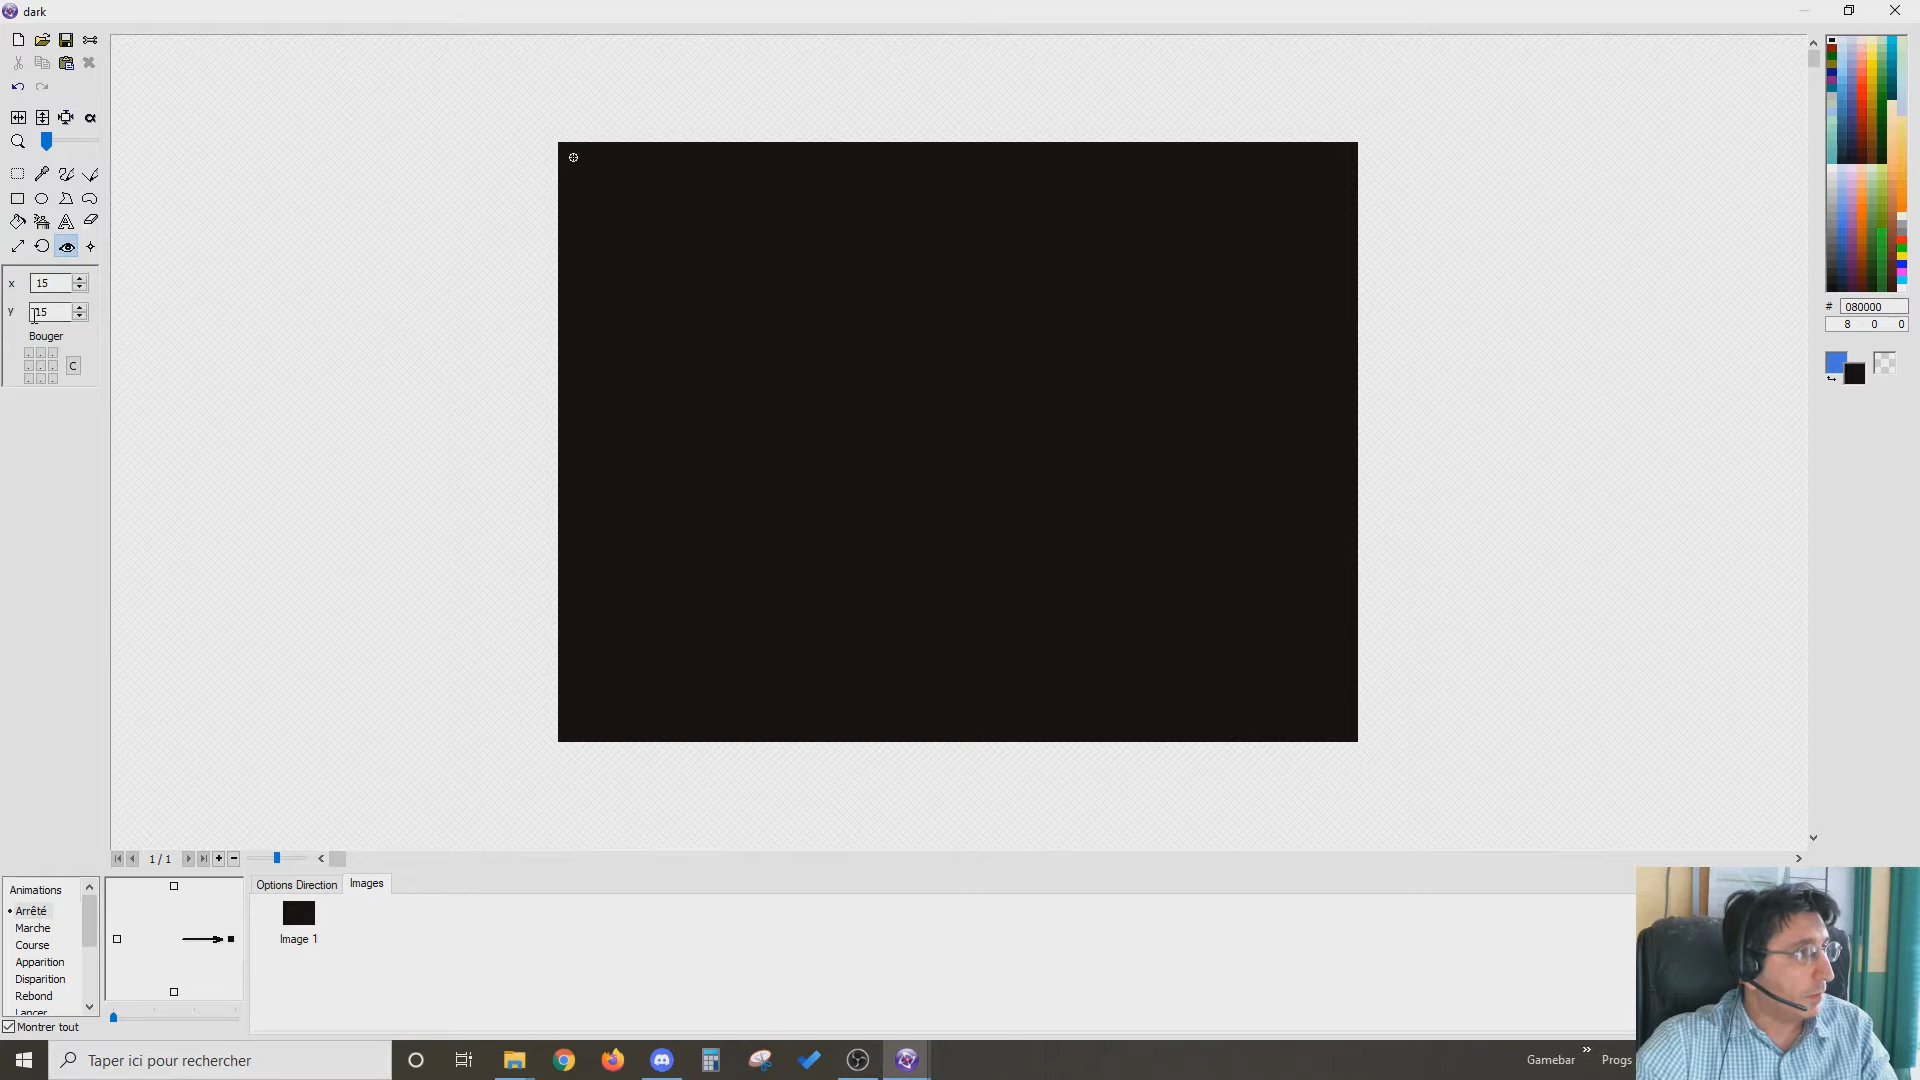 dark
α
x 15
y 15
Bouger
C
# 080000
8 0 0
1 / 1
Animations
Arrêté
Marche
Course
Apparition
Disparition
Rebond
Lancer
Montrer tout
Options Direction
Images
Image 1
Taper ici pour rechercher
Gamebar
Progs